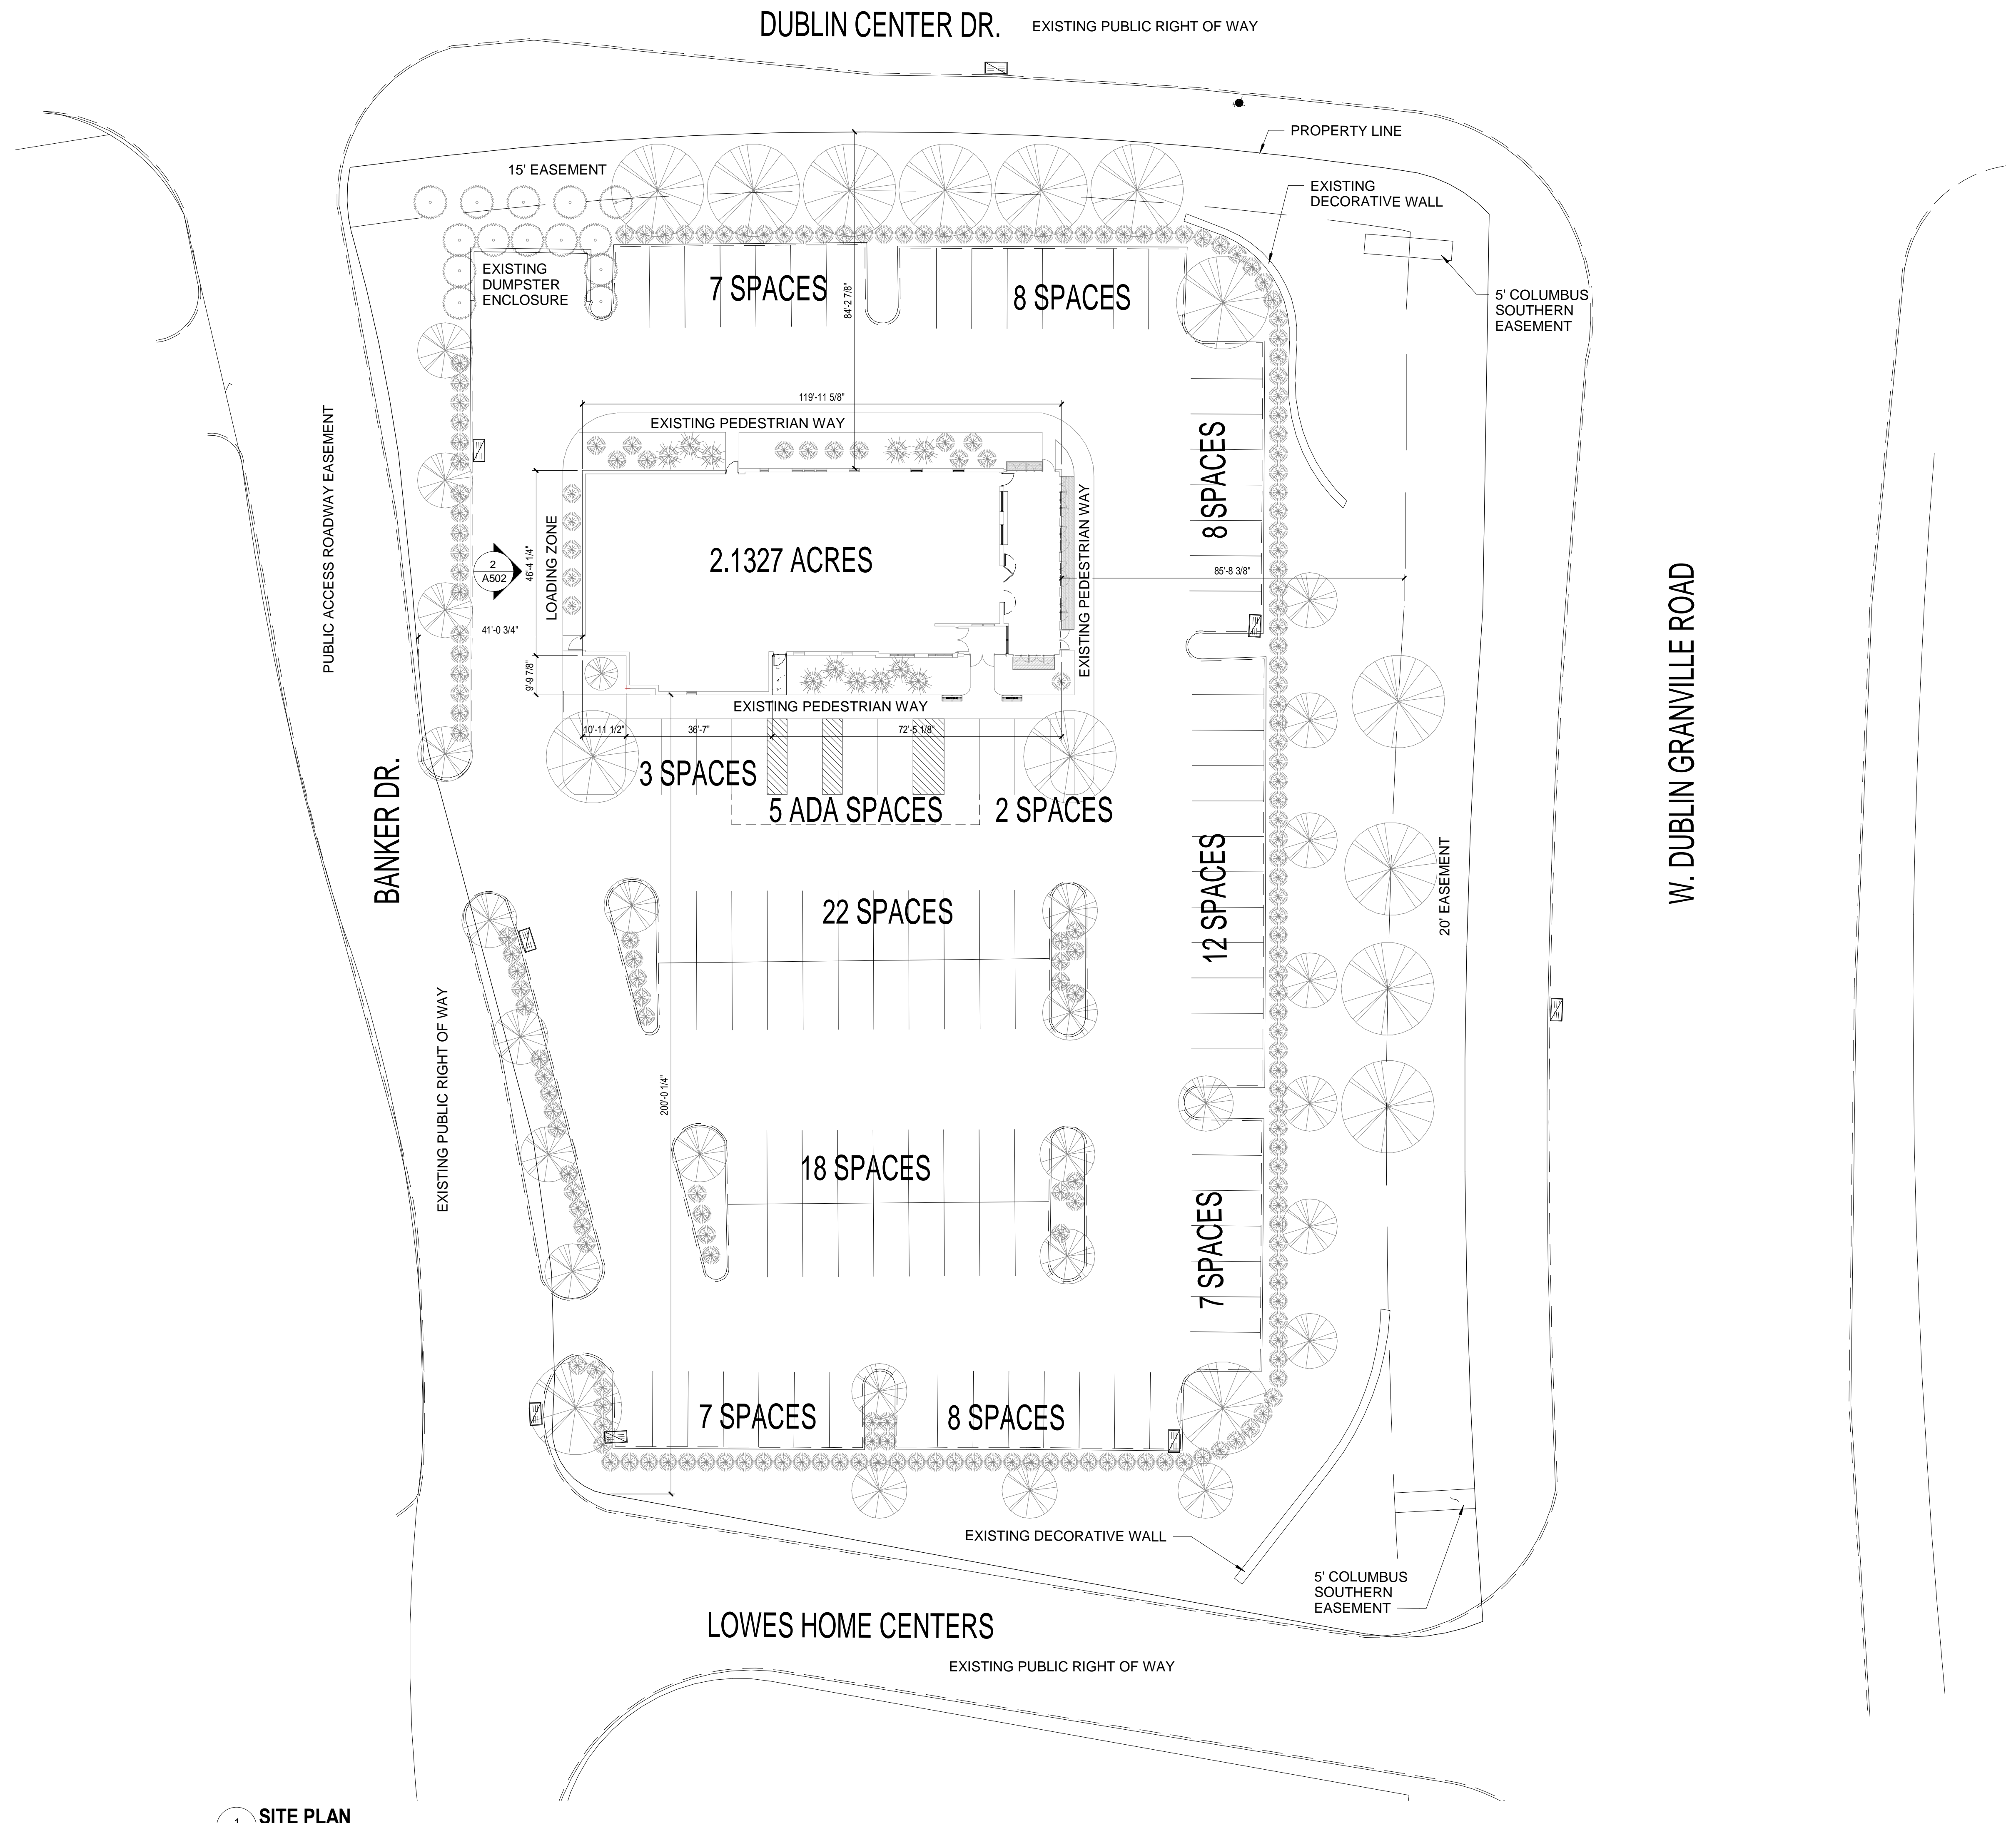 DUBLIN CENTER DR.
EXISTING PUBLIC RIGHT OF WAY
PROPERTY LINE
15' EASEMENT
EXISTING
DECORATIVE WALL
EXISTING
DUMPSTER
ENCLOSURE
7 SPACES
84'-2 7/8"
8 SPACES
5' COLUMBUS
SOUTHERN
EASEMENT
119'-11 5/8"
EXISTING PEDESTRIAN WAY
PUBLIC ACCESS ROADWAY EASEMENT
8 SPACES
LOADING ZONE
46'-4 1/4"
2
A502
2.1327 ACRES
EXISTING PEDESTRIAN WAY
85'-8 3/8"
W. DUBLIN GRANVILLE ROAD
41'-0 3/4"
9'-9 7/8"
EXISTING PEDESTRIAN WAY
10'-11 1/2"
36'-7"
72'-5 1/8"
3 SPACES
5 ADA SPACES
2 SPACES
BANKER DR.
22 SPACES
12 SPACES
20' EASEMENT
EXISTING PUBLIC RIGHT OF WAY
200'-0 1/4"
18 SPACES
7 SPACES
7 SPACES
8 SPACES
EXISTING DECORATIVE WALL
5' COLUMBUS
SOUTHERN
EASEMENT
LOWES HOME CENTERS
EXISTING PUBLIC RIGHT OF WAY
1
SITE PLAN